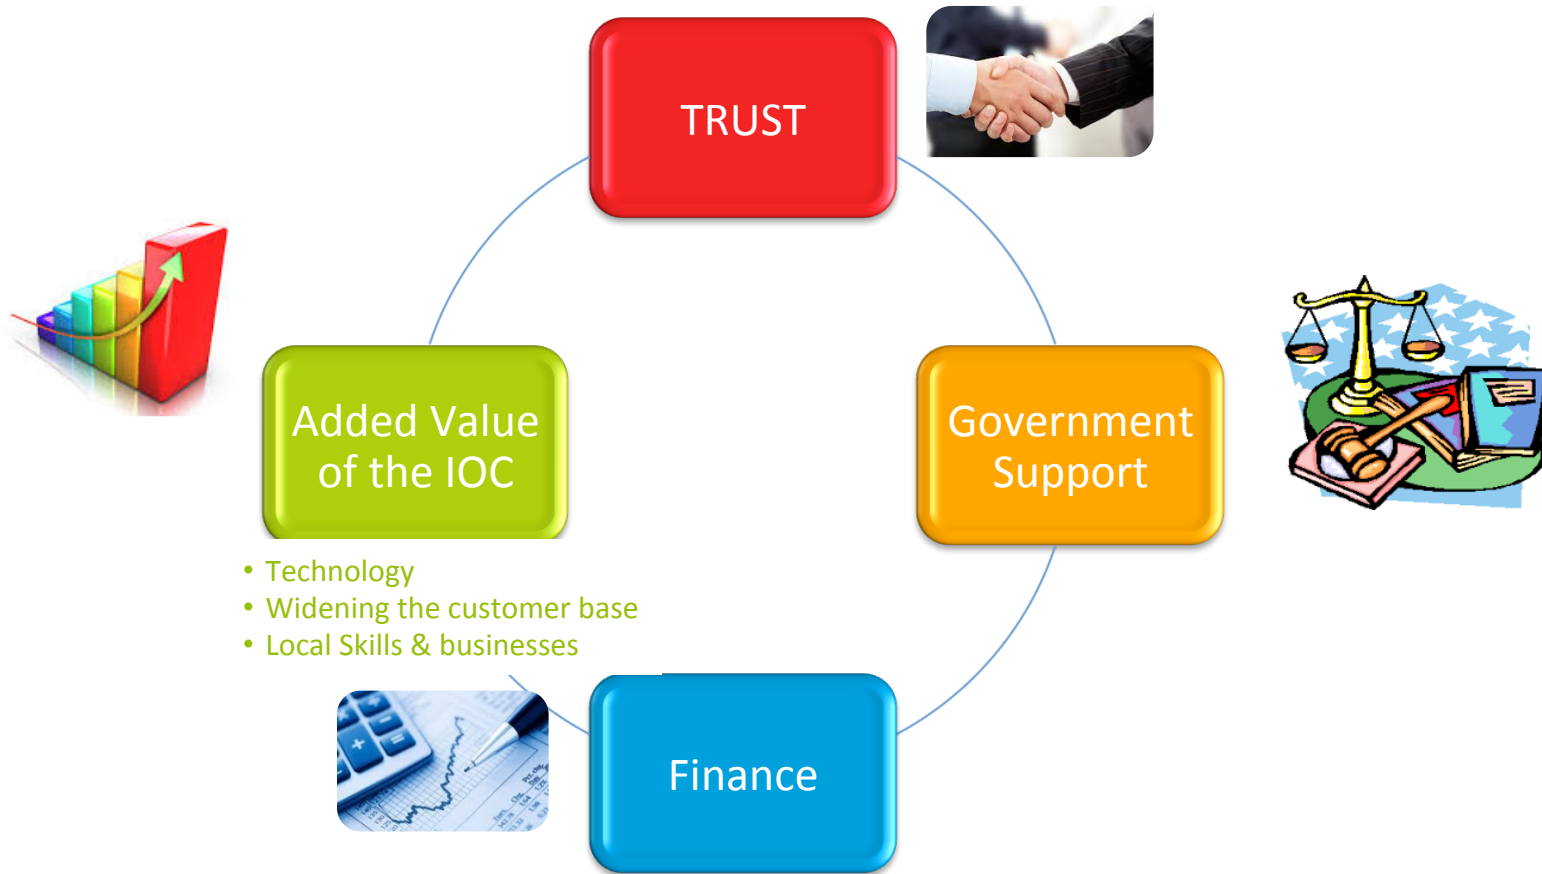 TRUST
Added Value
of the IOC
Government
Support
• Technology
• Widening the customer base
• Local Skills & businesses
Finance